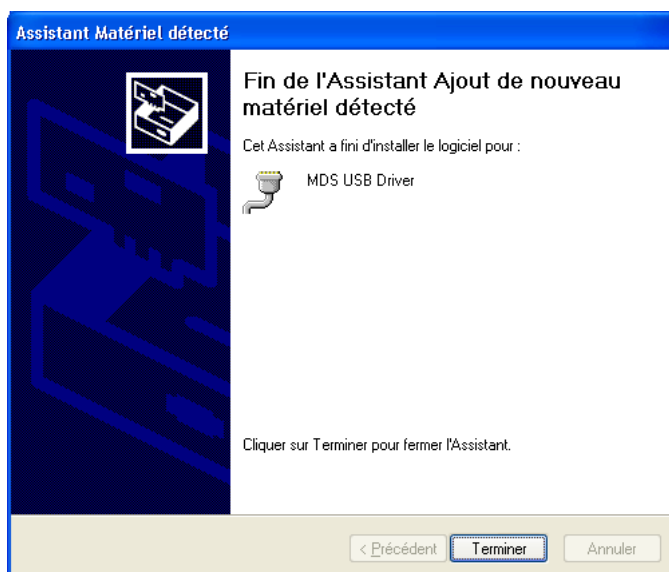 Assistant Matériel détecté
Fin de l'Assistant Ajout de nouveau
matériel détecté
Cet Assistant a fini d'installer le logiciel pour :
MDS USB Driver
Cliquer sur Terminer pour fermer l'Assistant.
< Précédent Terminer Annuler